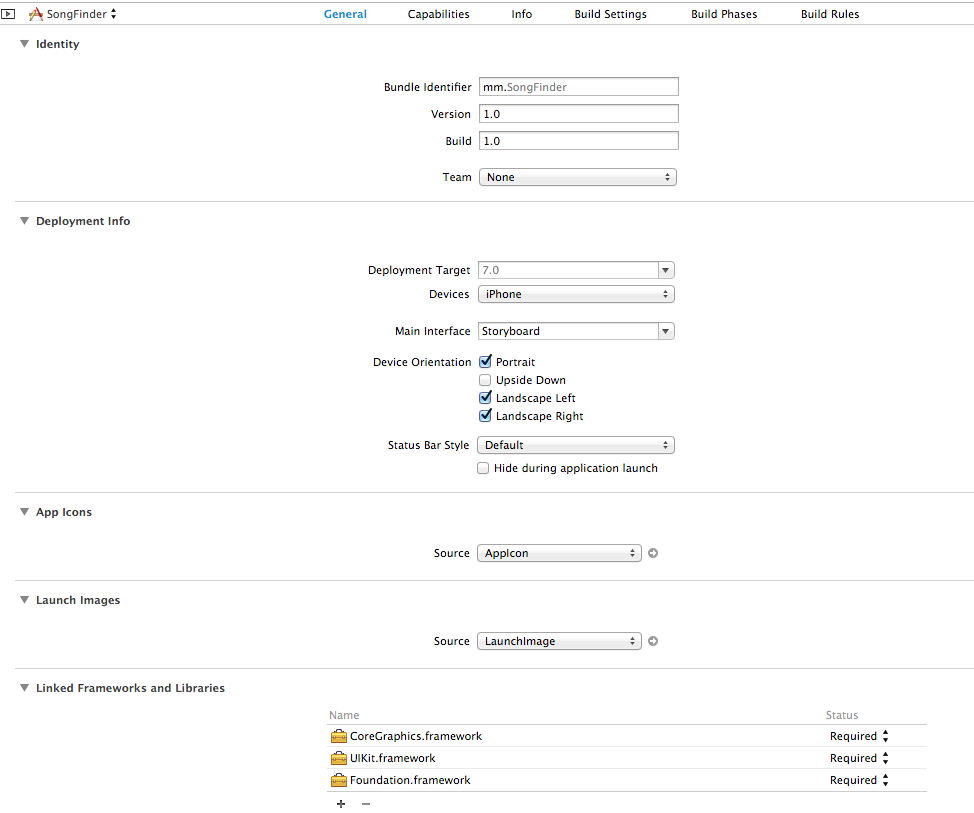 SongFinder General Capabilities Info Build Settings Build Phases Build Rules
Identity
Bundle Identifier mm.SongFinder
Version 1.0
Build 1.0
Team None
Deployment Info
Deployment Target 7.0
Devices iPhone
Main Interface Storyboard
Device Orientation Portrait
Upside Down
Landscape Left
Landscape Right
Status Bar Style Default
Hide during application launch
App Icons
Source AppIcon
Launch Images
Source LaunchImage
Linked Frameworks and Libraries
Name Status
CoreGraphics.framework Required
UIKit.framework Required
Foundation.framework Required